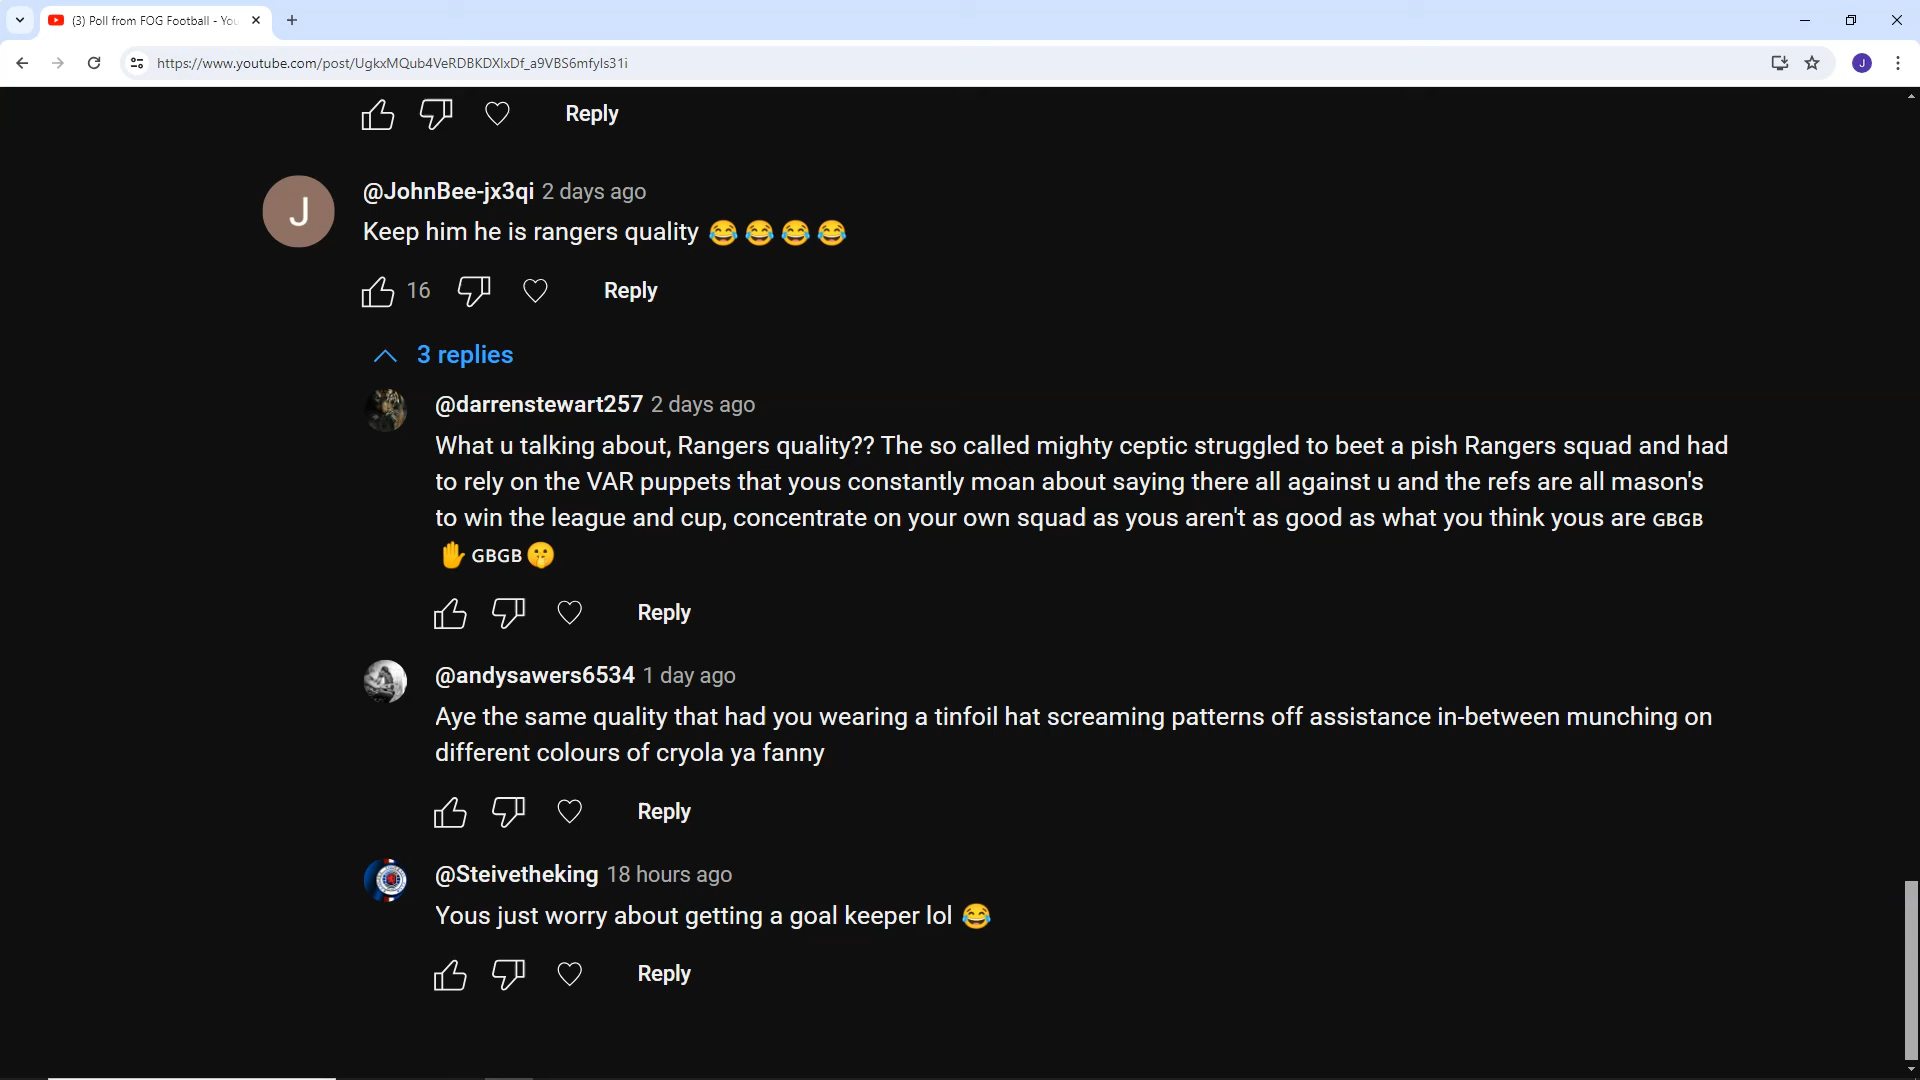 (3) Poll from FOG Football - You
https://www.youtube.com/post/UgkxMQub4VeRDBKDXlxDf_a9VBS6mfyls31i
J
Reply
J
@JohnBee-jx3qi 2 days ago
Keep him he is rangers quality 😂😂😂😂
16 Reply
3 replies
@darrenstewart257 2 days ago
What u talking about, Rangers quality?? The so called mighty ceptic struggled to beet a pish Rangers squad and had
to rely on the VAR puppets that yous constantly moan about saying there all against u and the refs are all mason's
to win the league and cup, concentrate on your own squad as yous aren't as good as what you think yous are GBGB
✋GBGB🤫
Reply
@andysawers6534 1 day ago
Aye the same quality that had you wearing a tinfoil hat screaming patterns off assistance in-between munching on
different colours of cryola ya fanny
Reply
@Steivetheking 18 hours ago
Yous just worry about getting a goal keeper lol 😂
Reply